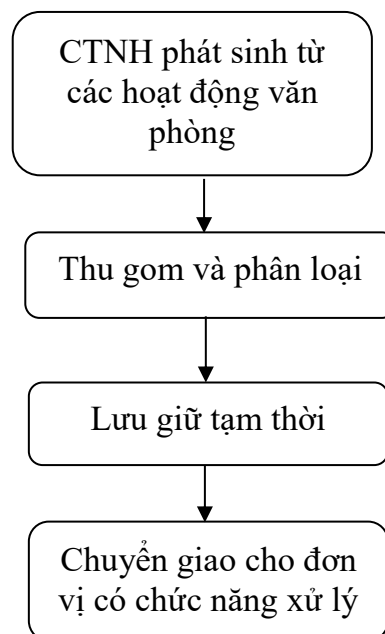 CTNH phát sinh từ
các hoạt động văn
phòng
Thu gom và phân loại
Lưu giữ tạm thời
Chuyển giao cho đơn
vị có chức năng xử lý